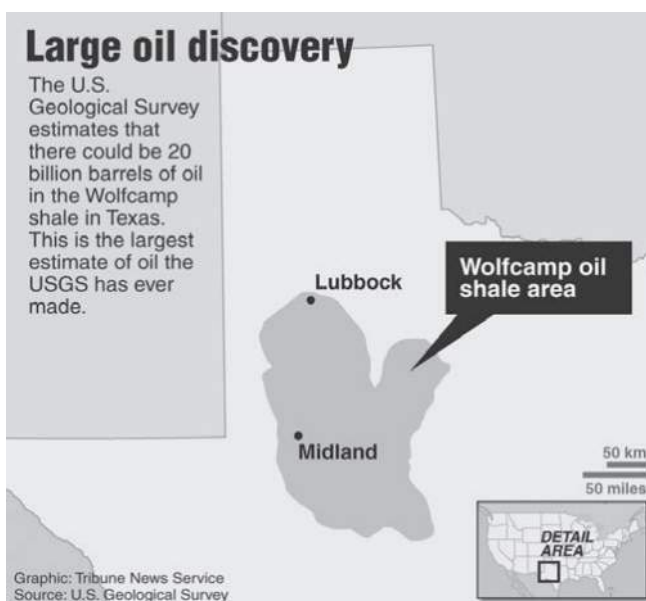 Large oil discovery
The U.S.
Geological Survey
estimates that
there could be 20
billion barrels of oil
in the Wolfcamp
shale in Texas.
This is the largest
estimate of oil the
USGS has ever
made.
Lubbock
Wolfcamp oil
shale area
Midland
50 km
50 miles
DETAIL
AREA
Graphic: Tribune News Service
Source: U.S. Geological Survey